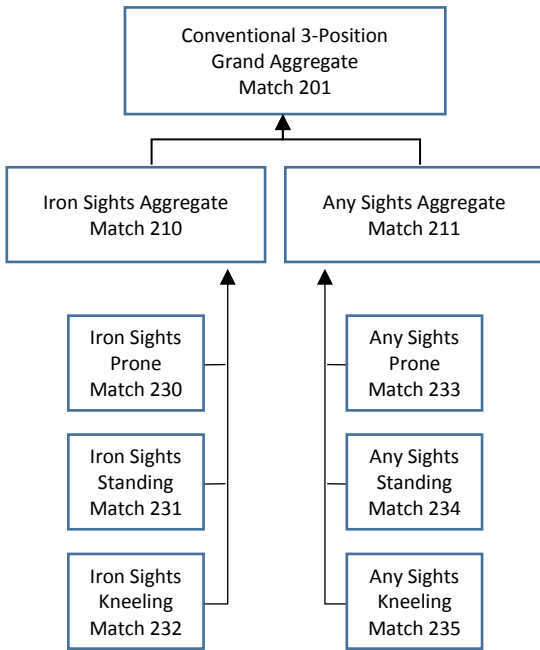 Conventional 3-Position
Grand Aggregate
Match 201
Iron Sights Aggregate
Match 210
Any Sights Aggregate
Match 211
Iron Sights
Prone
Match 230
Any Sights
Prone
Match 233
Iron Sights
Standing
Match 231
Any Sights
Standing
Match 234
Iron Sights
Kneeling
Match 232
Any Sights
Kneeling
Match 235